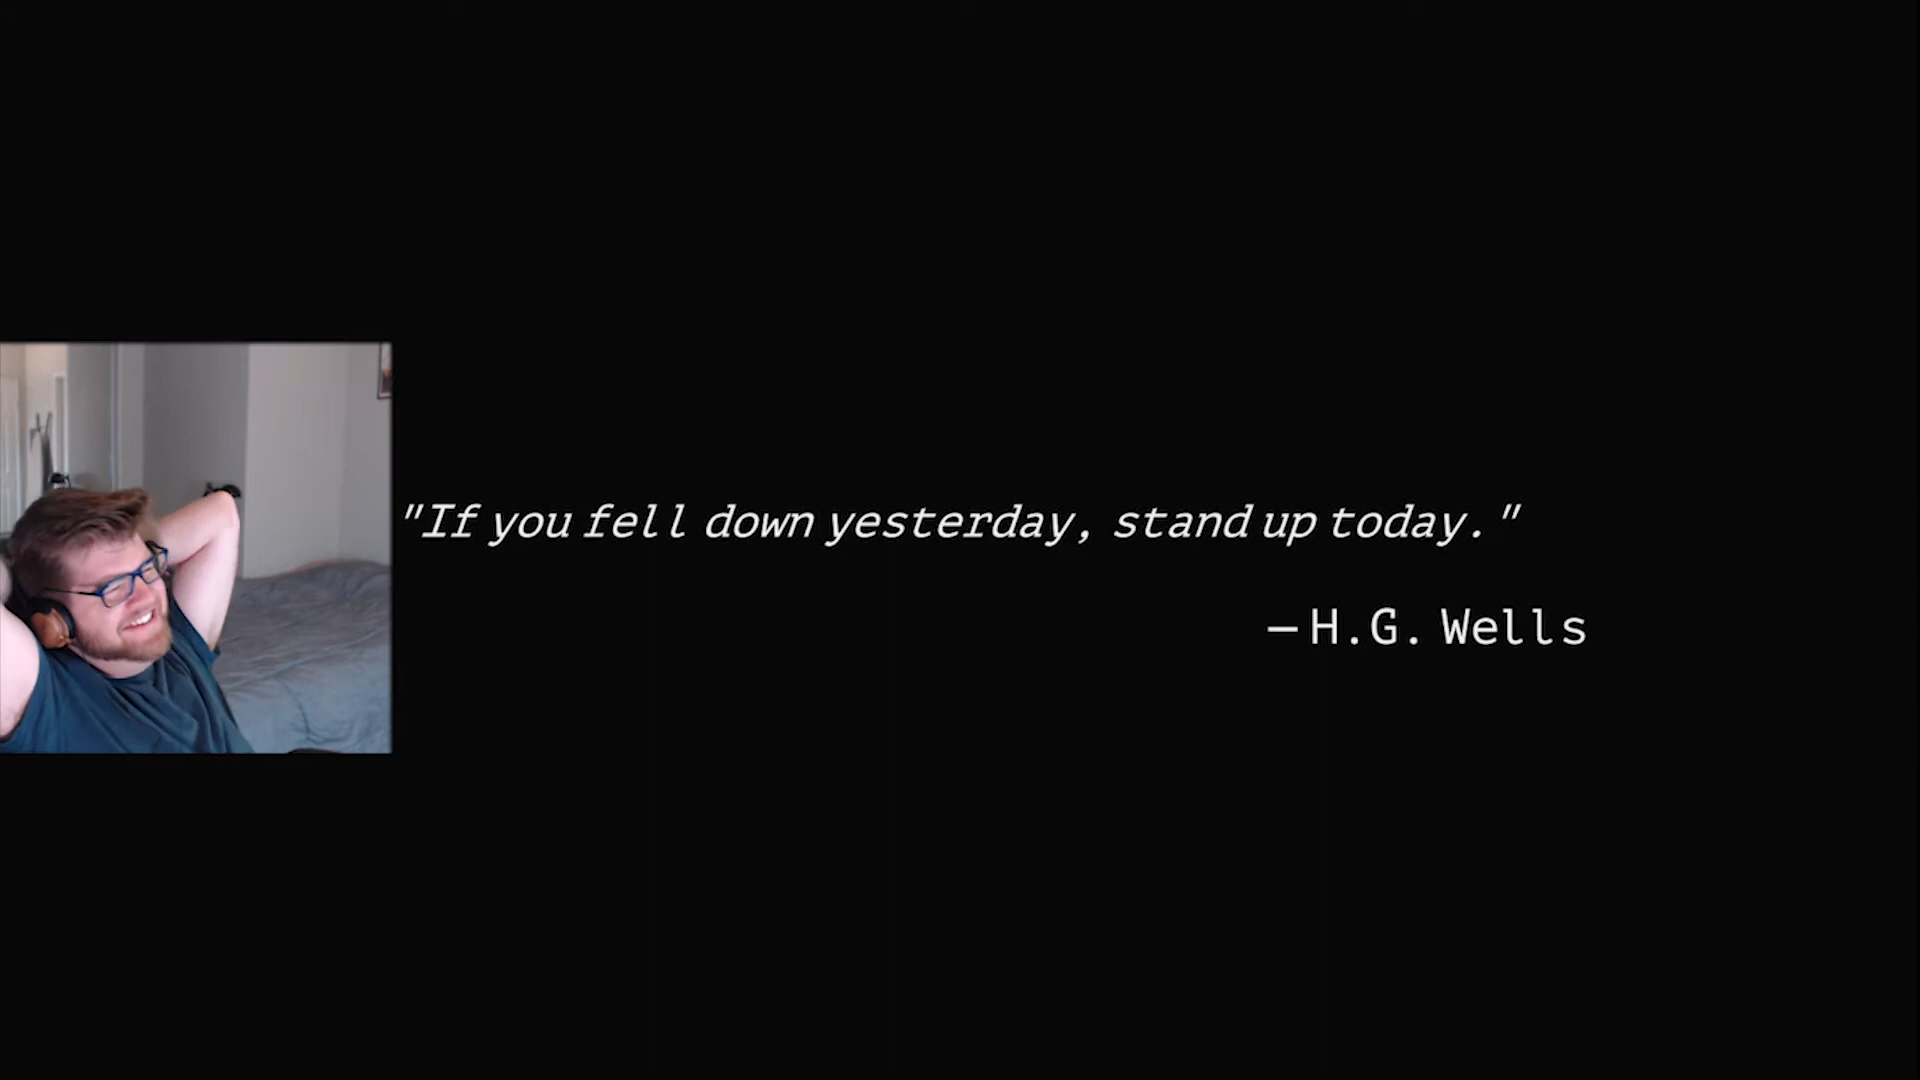 "If you fell down yesterday, stand up today."
—H.G. Wells